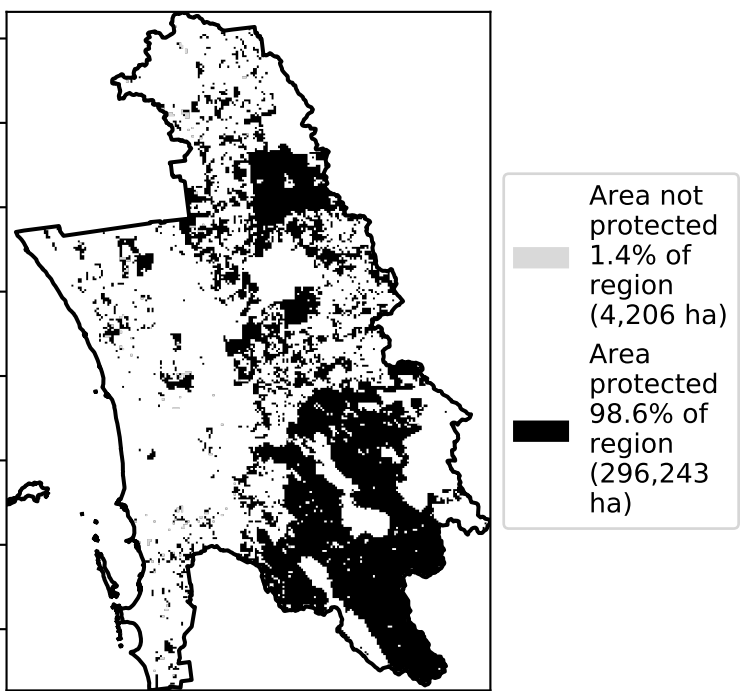 Area not
protected
1.4% of
region
(4,206 ha)
Area
protected
98.6% of
region
(296,243
ha)